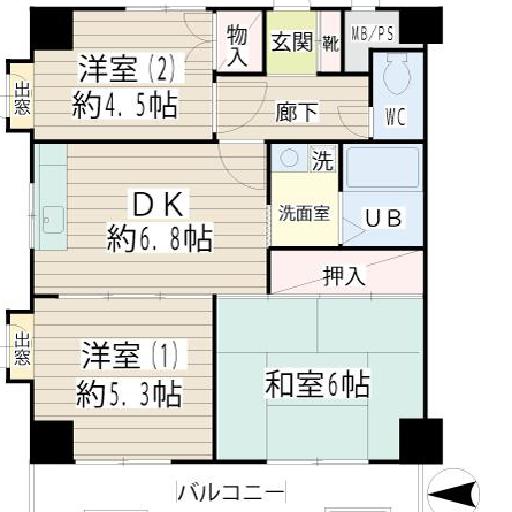 物入
玄関
靴
MB/PS
洋室(2)
約4.5帖
出窓
廊下
WC
DK
約6.8帖
洗
洗面室
UB
押入
出窓
洋室(1)
約5.3帖
和室6帖
バルコニー